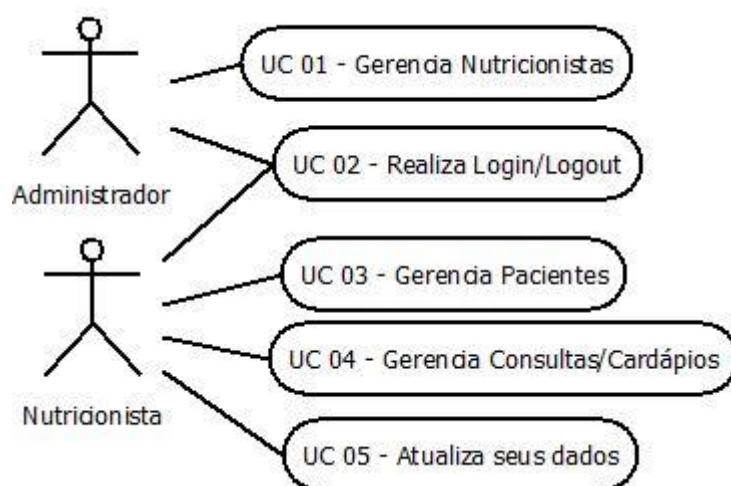 UC 01 - Gerencia Nutricionistas
UC 02 - Realiza Login/Logout
Administrador
UC 03 - Gerencia Pacientes
UC 04 - Gerencia Consultas/Cardápios
Nutricionista
UC 05 - Atualiza seus dados